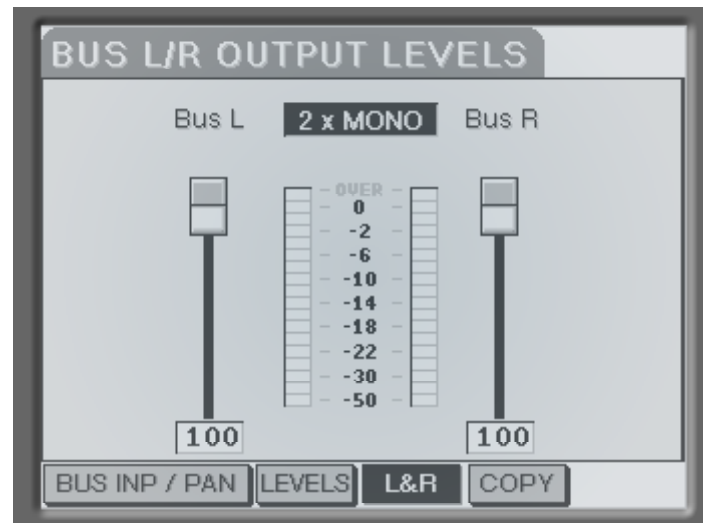 BUS L/R OUTPUT LEVELS
Bus L 2 x MONO Bus R
OVER
0
-2
-6
-10
-14
-18
-22
-30
-50
100 100
BUS INP / PAN LEVELS L&R COPY